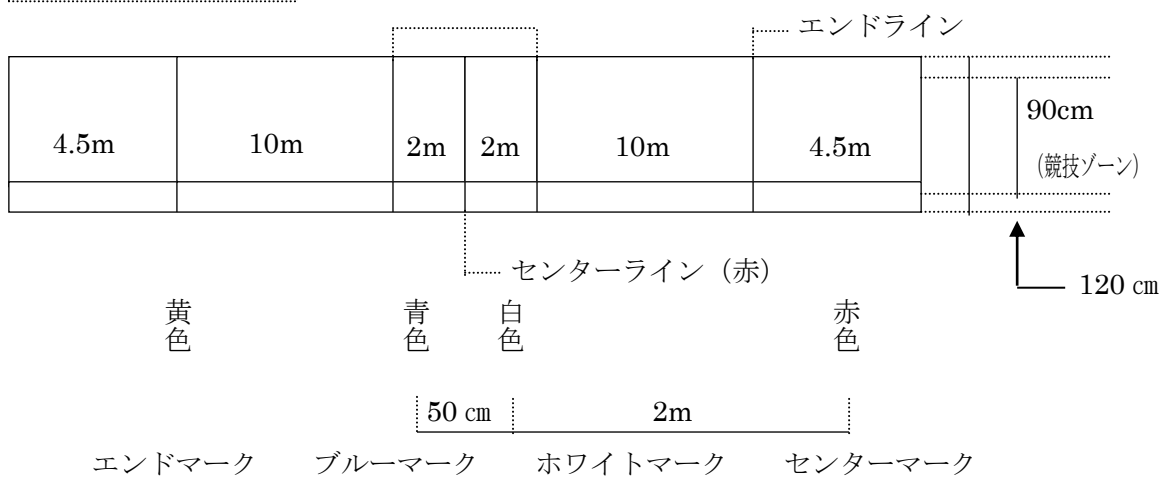 エンドライン
90cm
4.5m 10m 2m 2m 10m 4.5m
(競技ゾーン)
センターライン（赤）
120 ㎝
黄色 青色 白色 赤色
50 ㎝ 2m
エンドマーク ブルーマーク ホワイトマーク センターマーク